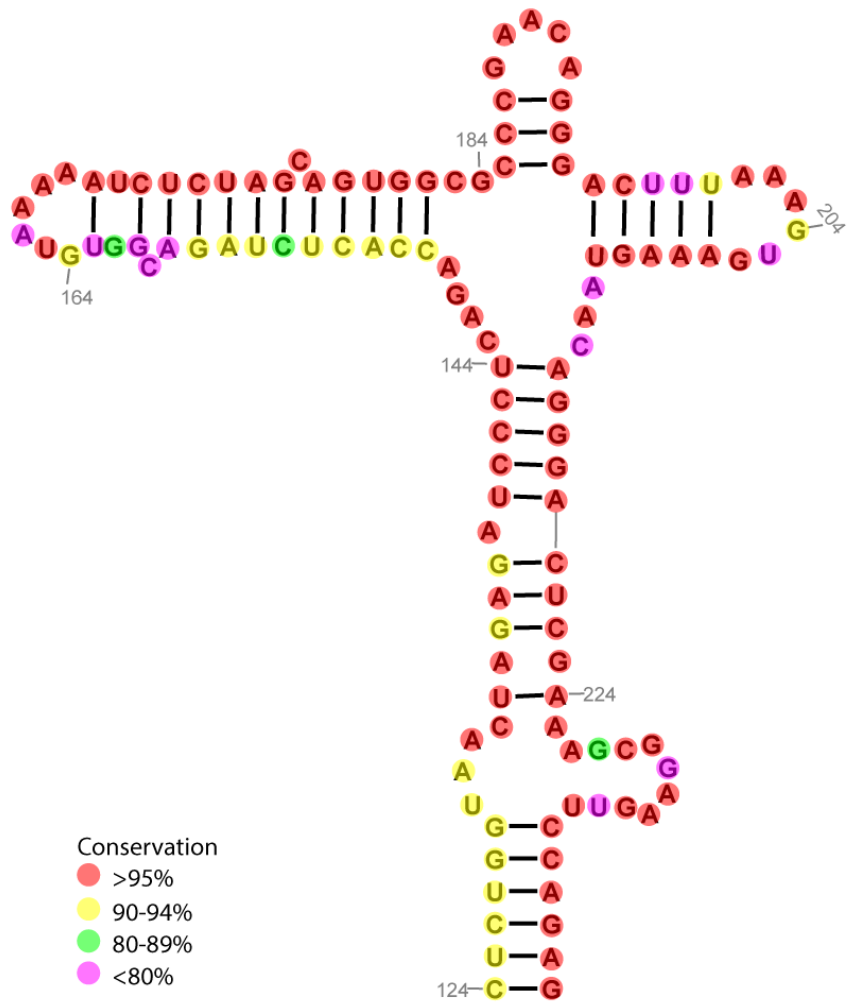 A
A C
G A
C G
184
C G
C G
C
A A A U C U C U A G A G U G G C G A C U U U A A
A A
A G 204
A U G U G G A G A U C U C A C C U G A A A G U
C A
164
G A
A A
C C
144 U A
C G
C G
C G
U A
A
G C
A U
G C
A G
U A 224
C A
A A G C G
A G
U U U G A A
G C
G C
U A
C G
U A
124 C G
Conservation
>95%
90-94%
80-89%
<80%